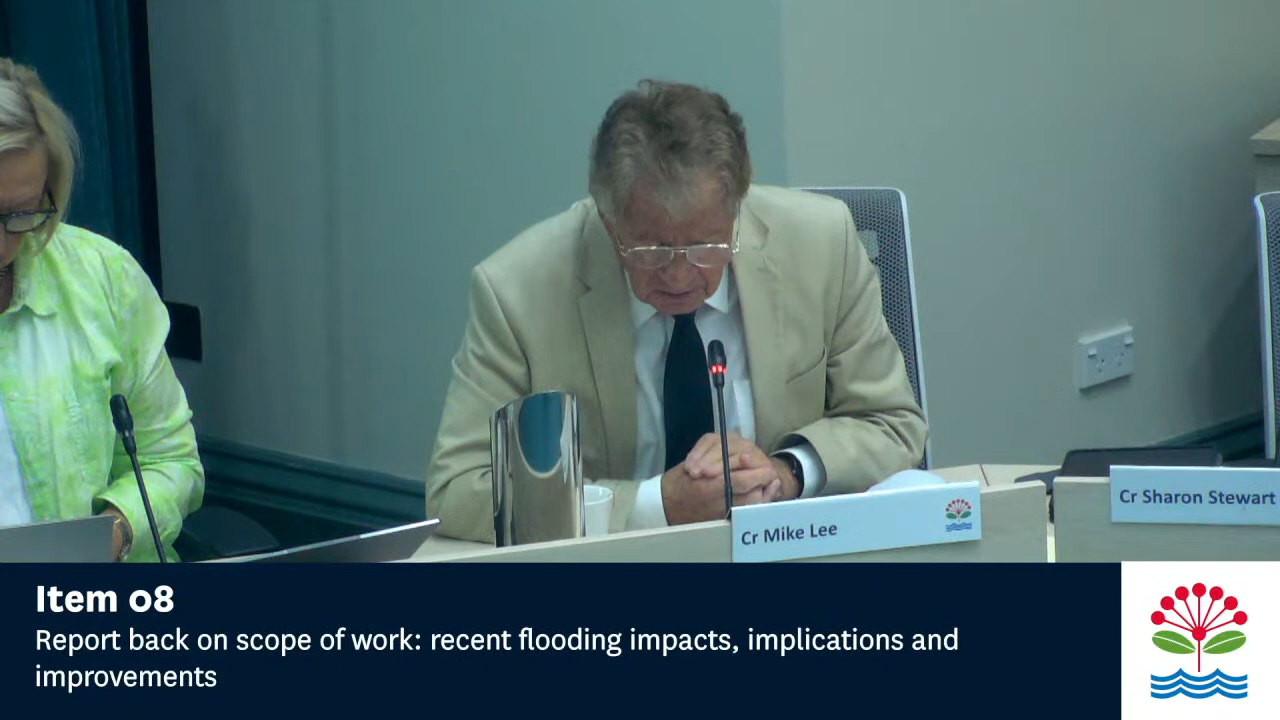 Cr Sharon Stewart
Cr Mike Lee
Item 08
Report back on scope of work: recent flooding impacts, implications and
improvements